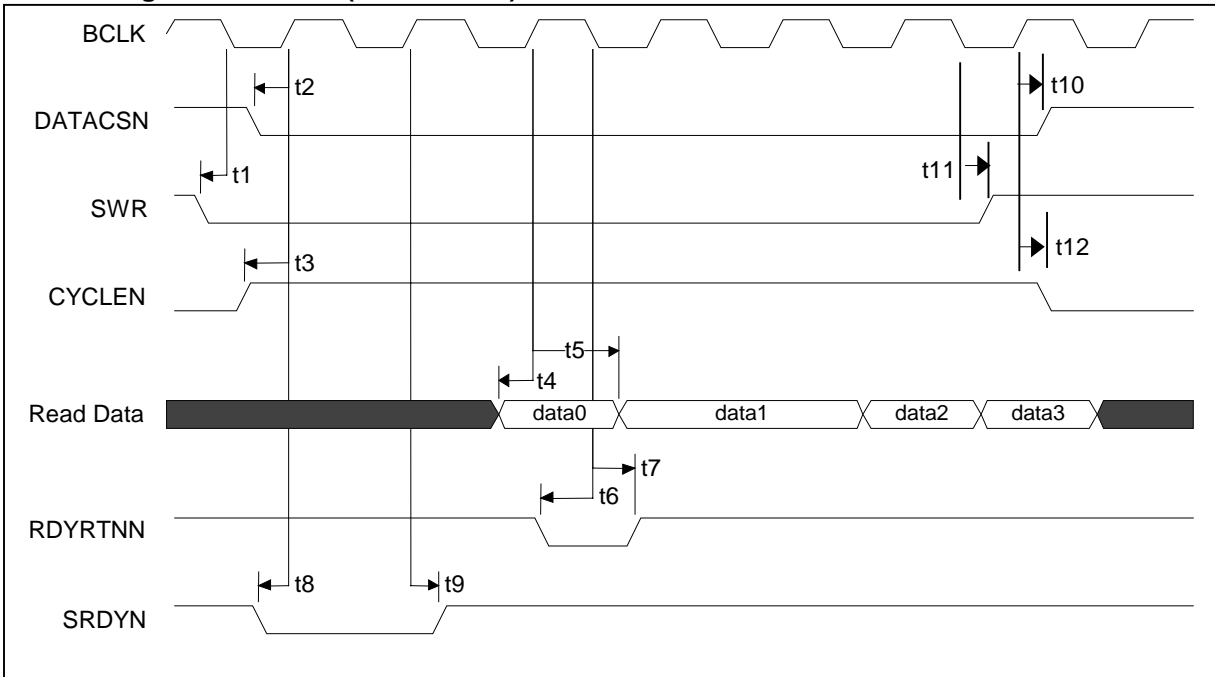 BCLK
t2
t10
DATACSN
t1
t11
SWR
t3
t12
CYCLEN
t5
t4
Read Data
data0
data1
data2
data3
t7
t6
RDYRTNN
t8
t9
SRDYN